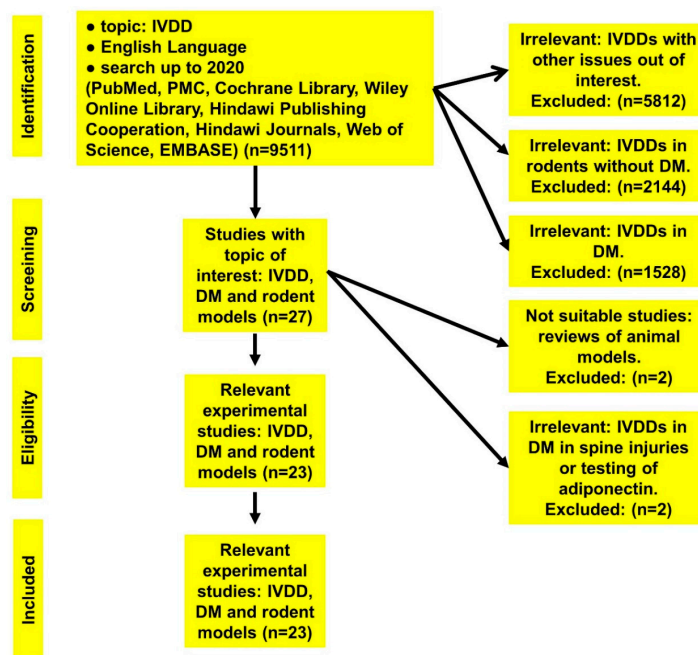 Identification
● topic: IVDD
● English Language
● search up to 2020
(PubMed, PMC, Cochrane Library, Wiley
Online Library, Hindawi Publishing
Cooperation, Hindawi Journals, Web of
Science, EMBASE) (n=9511)
Irrelevant: IVDDs with
other issues out of
interest.
Excluded: (n=5812)
Irrelevant: IVDDs in
rodents without DM.
Excluded: (n=2144)
Irrelevant: IVDDs in
DM.
Excluded: (n=1528)
Screeining
Studies with
topic of
interest: IVDD,
DM and rodent
models (n=27)
Not suitable studies:
reviews of animal
models.
Excluded: (n=2)
Irrelevant: IVDDs in
DM in spine injuries
or testing of
adiponectin.
Excluded: (n=2)
Eligibility
Relevant
experimental
studies: IVDD,
DM and rodent
models (n=23)
Included
Relevant
experimental
studies: IVDD,
DM and rodent
models (n=23)